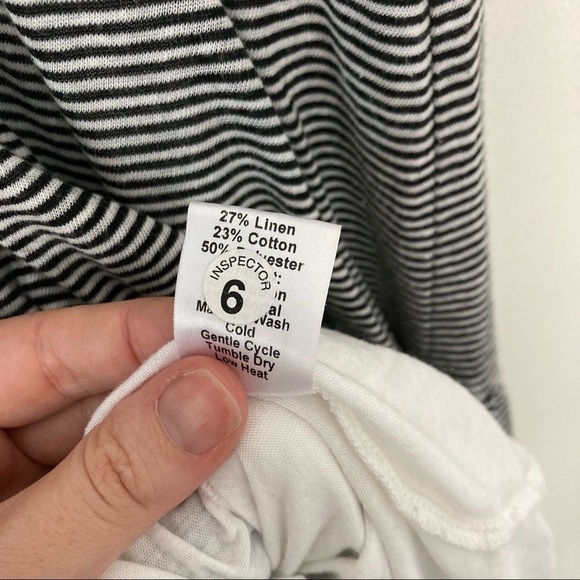 27% Linen
23% Cotton
50%
INSPECTOR
6
Wash
Cold
Gentle Cycle
Tumble Dry
Low Heat